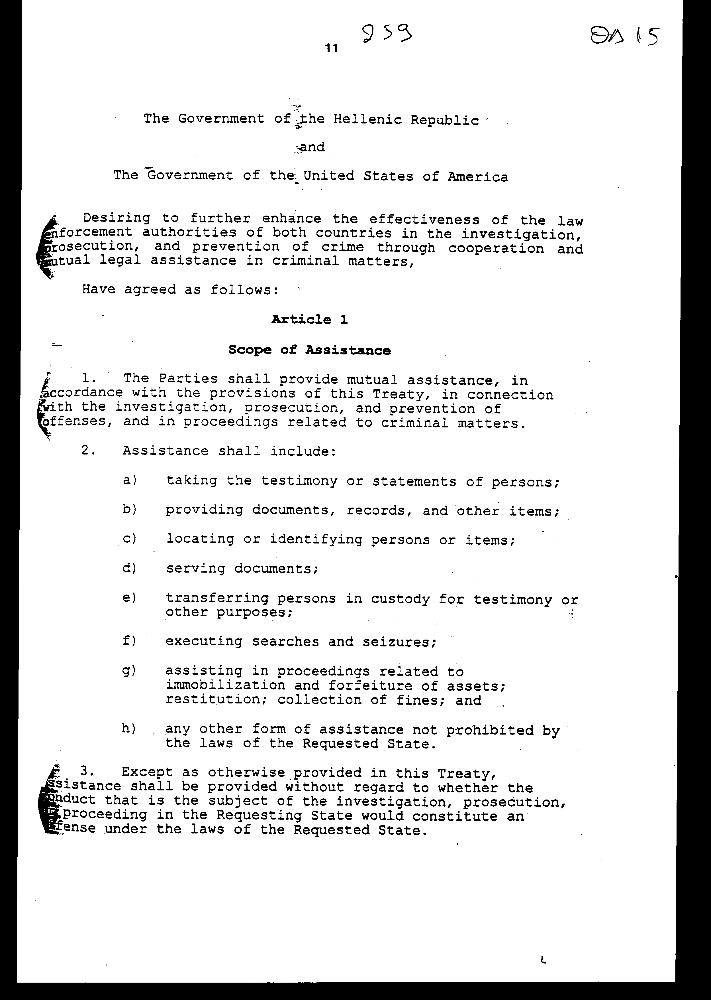 259
11
15
The Government of the Hellenic Republic
and
The Government of the United States of America
Desiring to further enhance the effectiveness of the law
enforcement authorities of both countries in the investigation,
prosecution, and prevention of crime through cooperation and
mutual legal assistance in criminal matters,
Have agreed as follows:
Article 1
Scope of Assistance
1. The Parties shall provide mutual assistance, in
accordance with the provisions of this Treaty, in connection
with the investigation, prosecution, and prevention of
offenses, and in proceedings related to criminal matters.
2. Assistance shall include:
a) taking the testimony or statements of persons;
b) providing documents, records, and other items;
c) locating or identifying persons or items;
d) serving documents;
e) transferring persons in custody for testimony or
other purposes;
f) executing searches and seizures;
g) assisting in proceedings related to
immobilization and forfeiture of assets;
restitution; collection of fines; and
h) any other form of assistance not prohibited by
the laws of the Requested State.
3. Except as otherwise provided in this Treaty,
assistance shall be provided without regard to whether the
conduct that is the subject of the investigation, prosecution,
proceeding in the Requesting State would constitute an
offense under the laws of the Requested State.